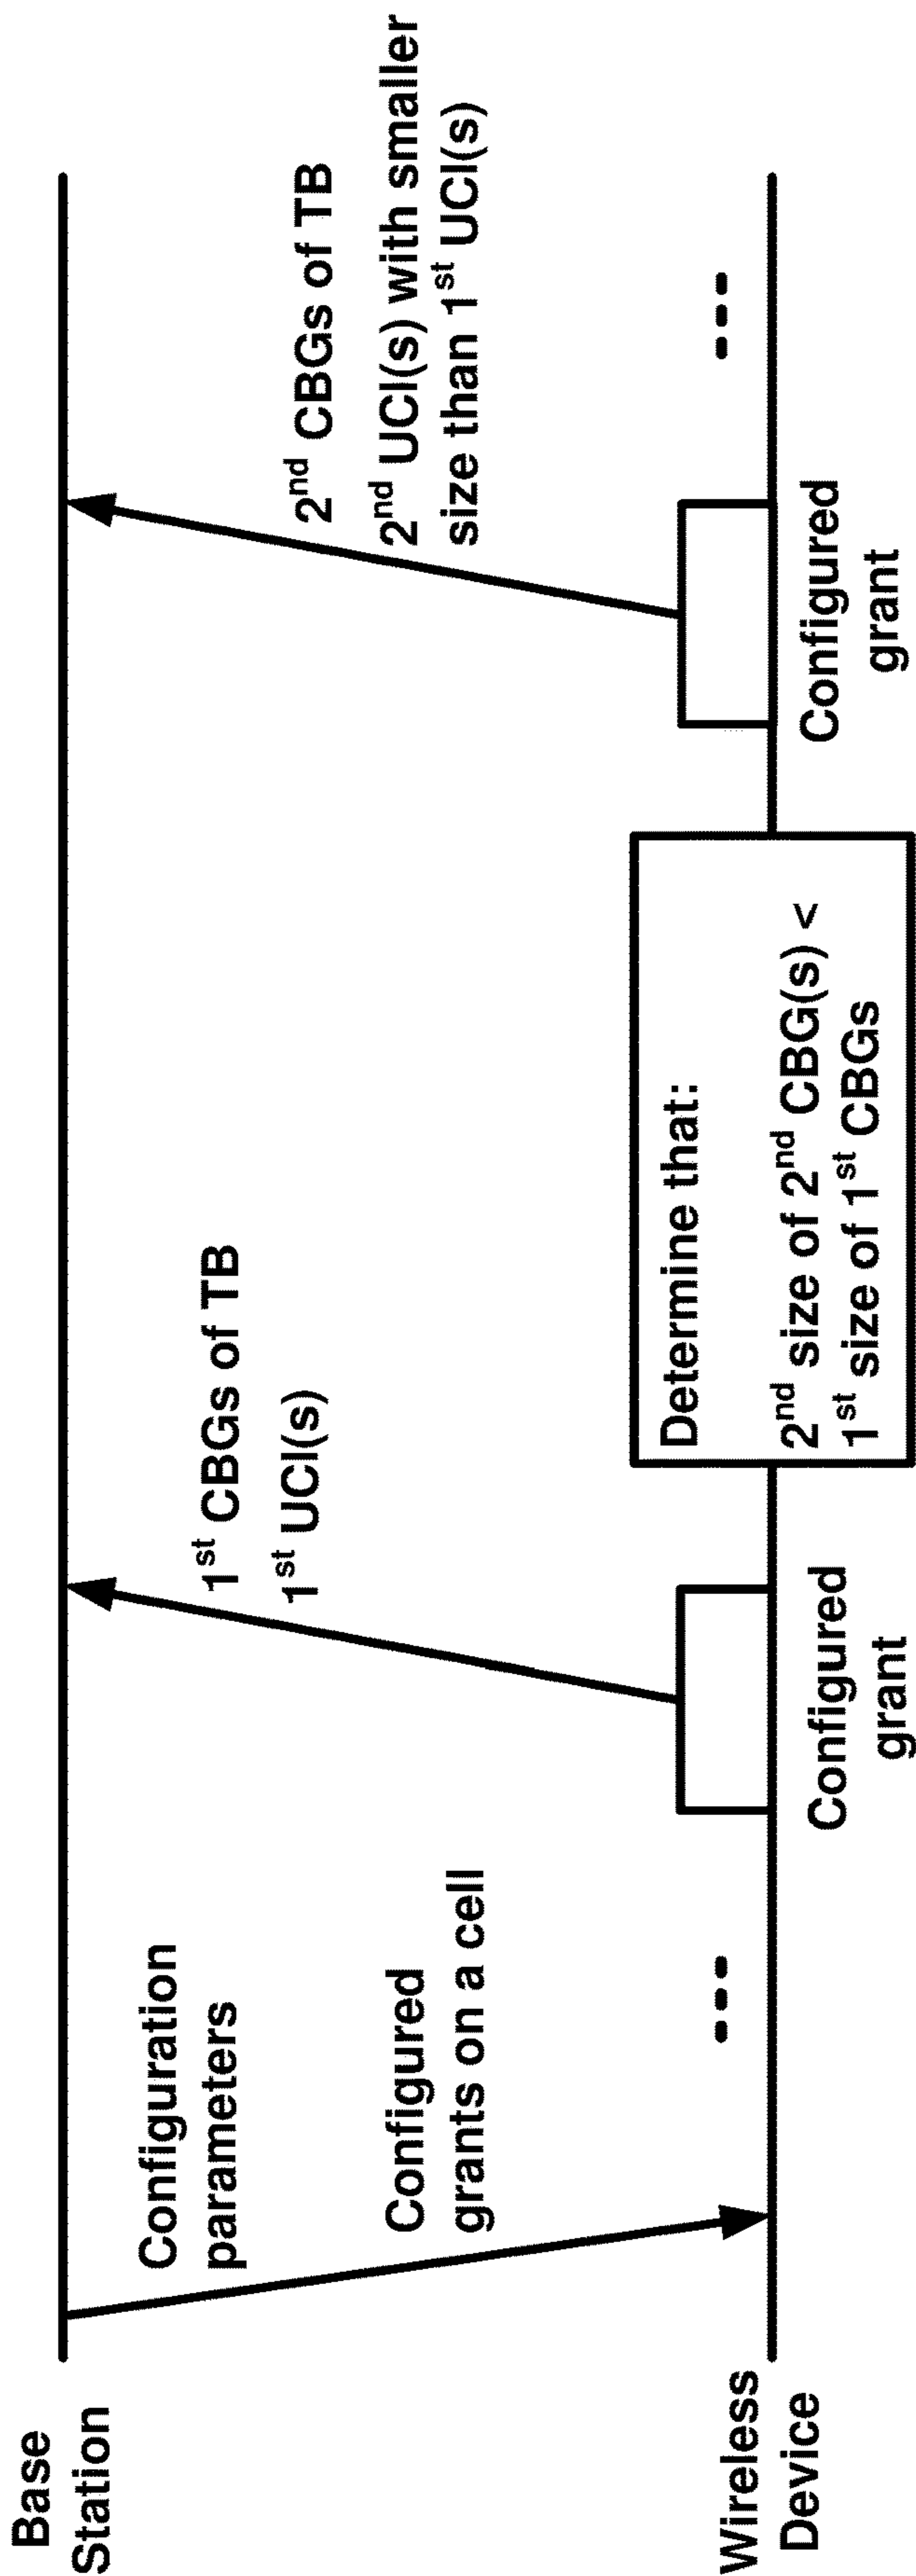 Base
Station
Configuration
parameters
Configured
grants on a cell
1st CBGs of TB
1st UCI(s)
2nd CBGs of TB
2nd UCI(s) with smaller
size than 1st UCI(s)
Wireless
Device
Configured
grant
Determine that:
2nd size of 2nd CBG(s) <
1st size of 1st CBGs
Configured
grant